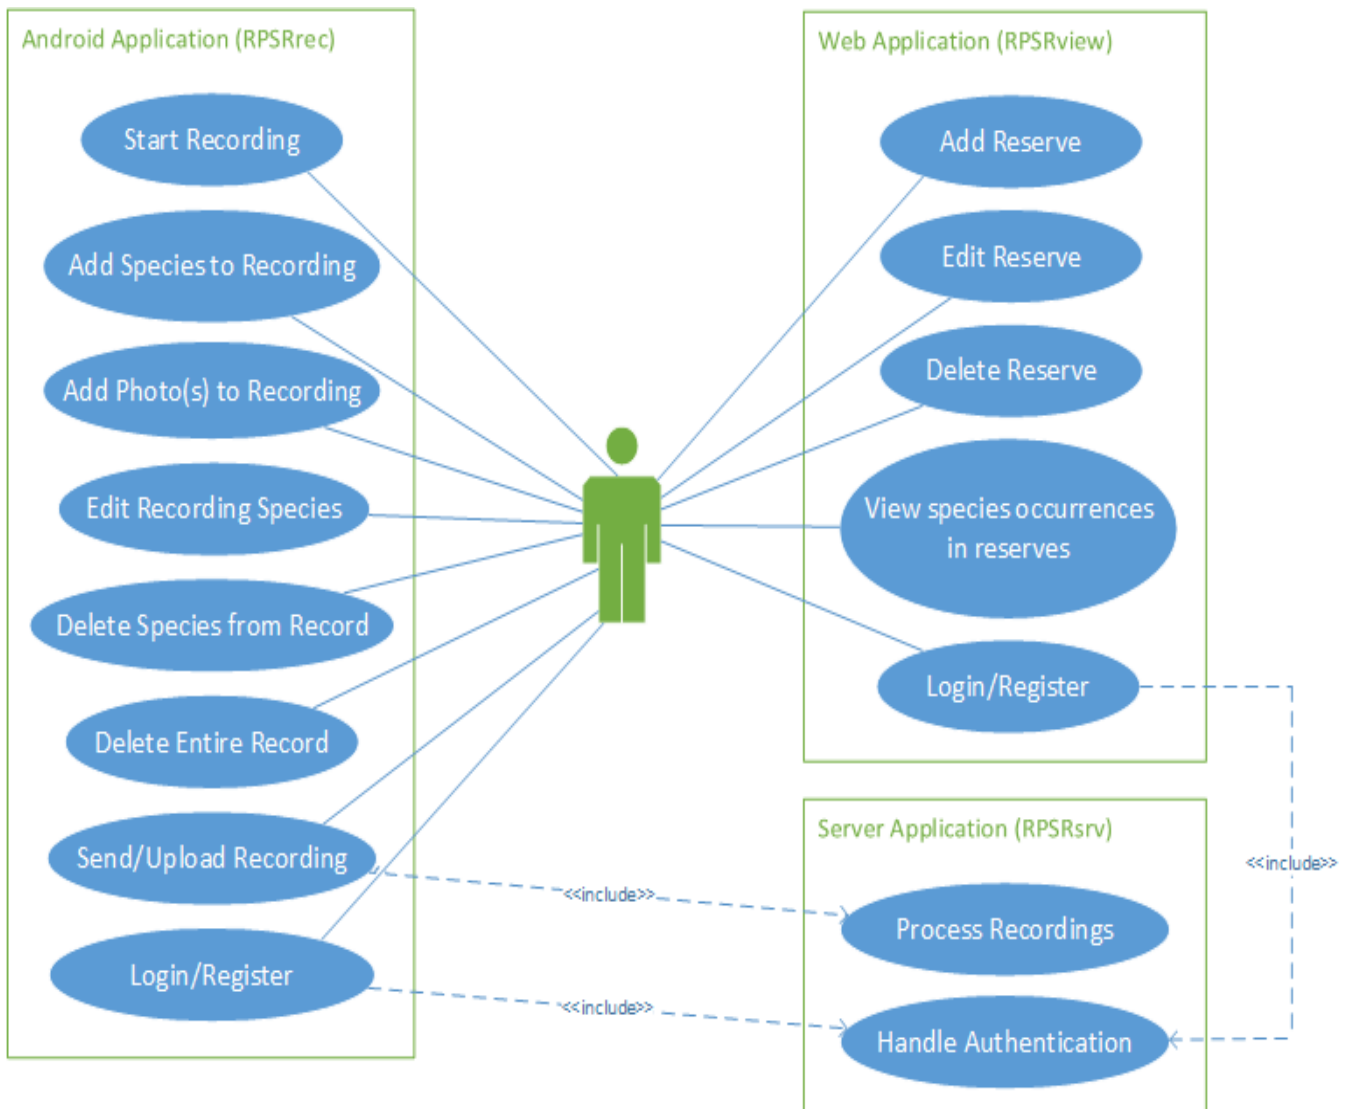 Android Application (RPSRrec)
Start Recording
Add Species to Recording
Add Photo(s) to Recording
Edit Recording Species
Delete Species from Record
Delete Entire Record
Send/Upload Recording
Login/Register
Web Application (RPSRview)
Add Reserve
Edit Reserve
Delete Reserve
View species occurrences
in reserves
Login/Register
Server Application (RPSRsrv)
Process Recordings
Handle Authentication
<<include>>
<<include>>
<<include>>